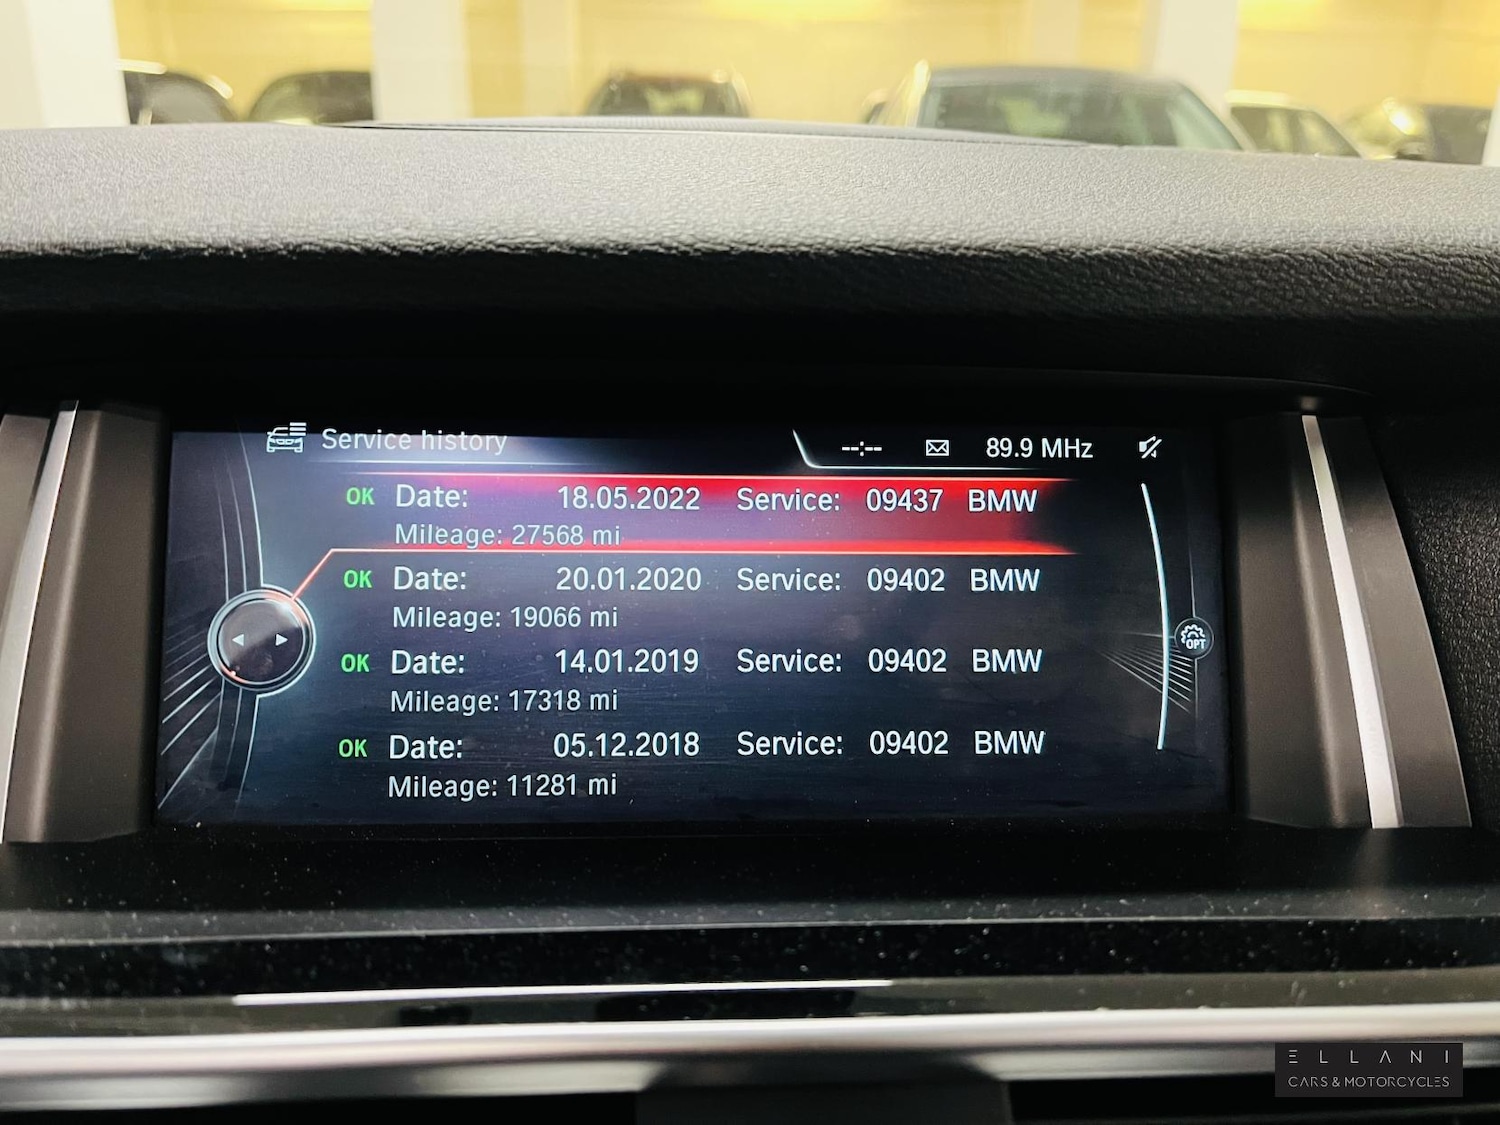 Service history
--:-- 89.9 MHz
OK Date: 18.05.2022 Service: 09437 BMW
Mileage: 27568 mi
OK Date: 20.01.2020 Service: 09402 BMW
Mileage: 19066 mi
OK Date: 14.01.2019 Service: 09402 BMW
Mileage: 17318 mi
OPT
OK Date: 05.12.2018 Service: 09402 BMW
Mileage: 11281 mi
ELLANI
CARS & MOTORCYCLES